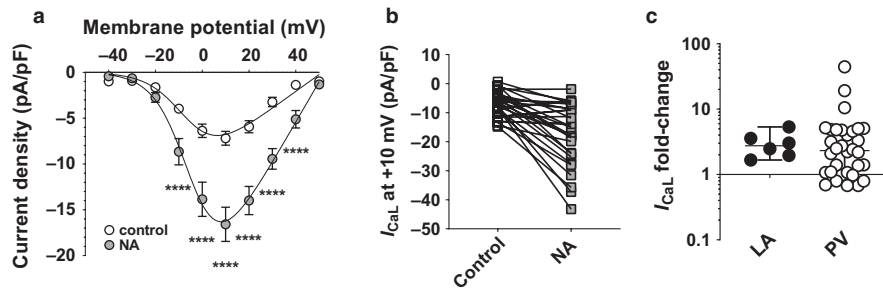 a
Membrane potential (mV)
–40 –20 0 20 40
0
–5
–10
–15
–20
Current density (pA/pF)
****
****
****
****
****
****
control
NA
b
10
0
–10
–20
–30
–40
–50
ICaL at +10 mV (pA/pF)
Control
NA
c
100
10
1
0.1
ICaL fold-change
LA
PV